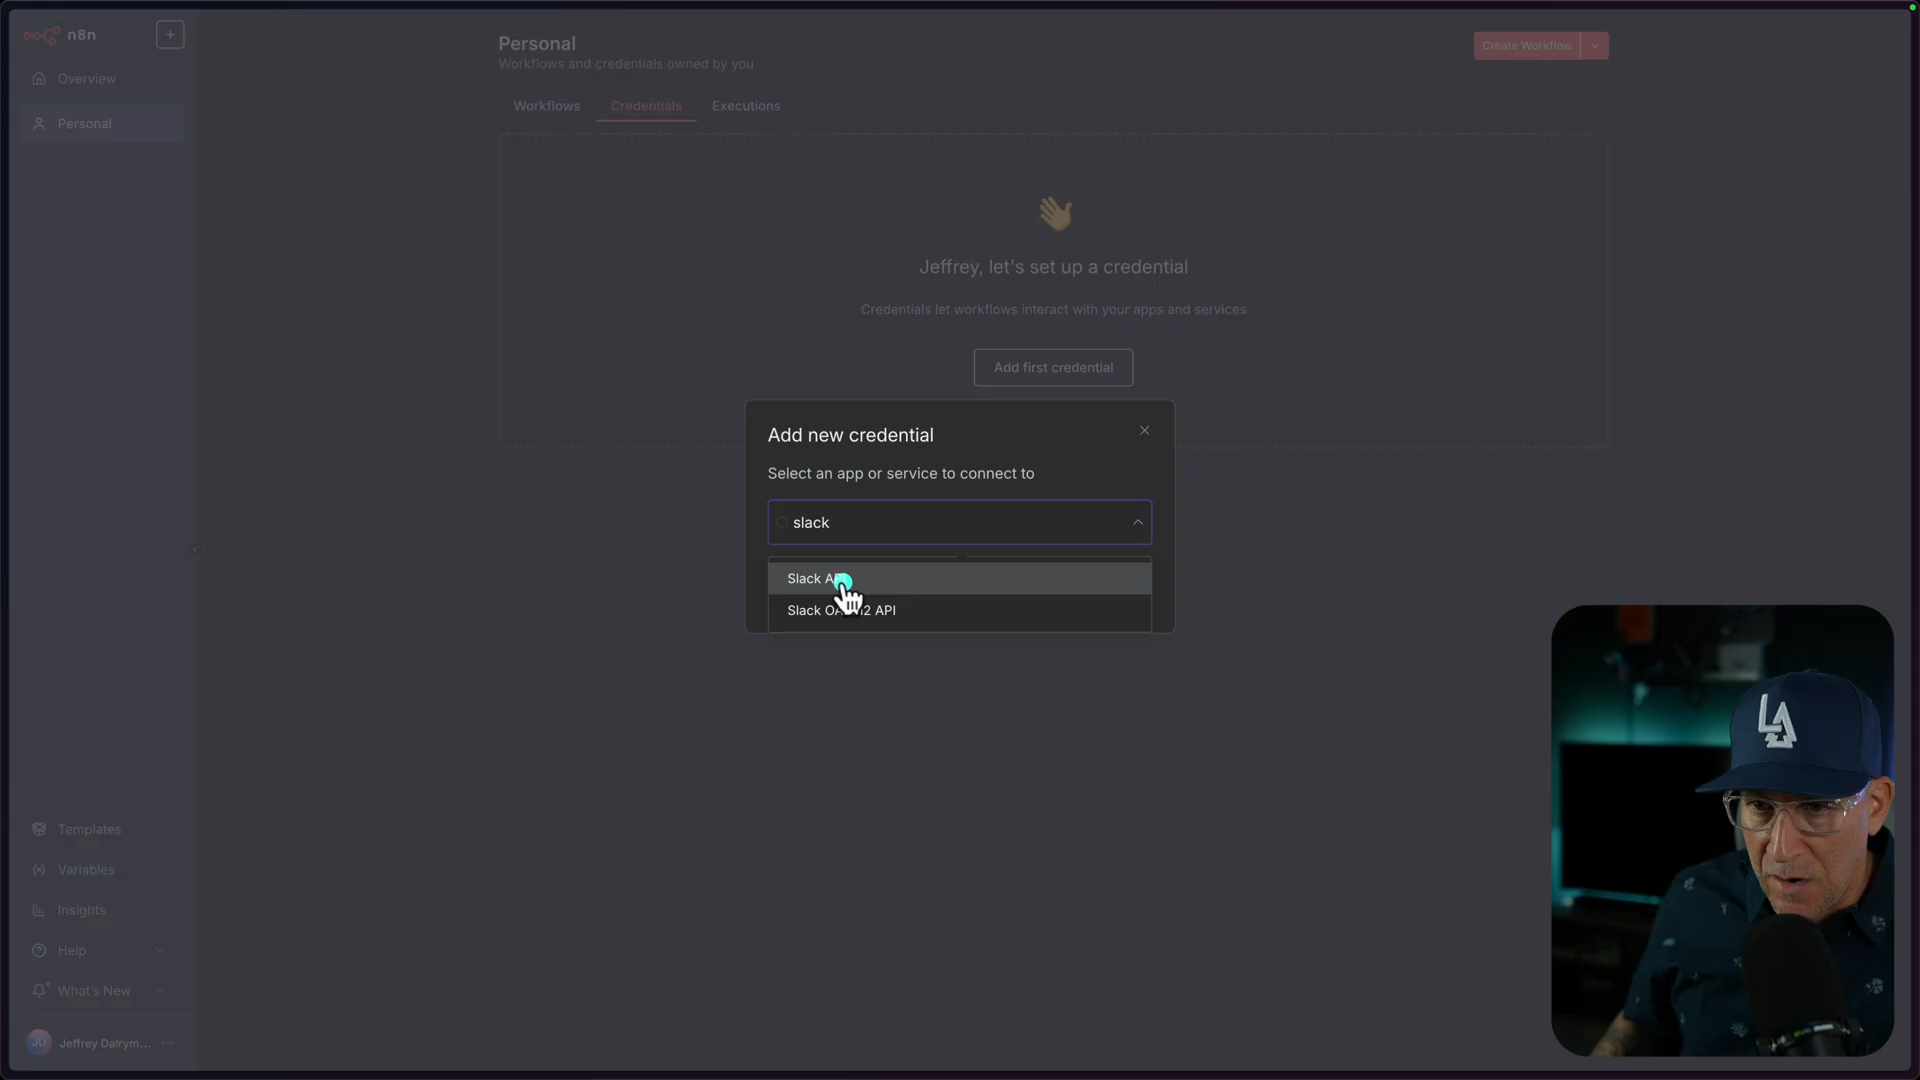 n8n
+
Overview
Personal
Personal
Workflows and credentials owned by you
Create Workflow
Workflows
Credentials
Executions
Jeffrey, let's set up a credential
Credentials let workflows interact with your apps and services
Add first credential
Add new credential
Select an app or service to connect to
slack
Slack
Slack API
Templates
Variables
Insights
Help
What's New
JD
Jeffrey Dalrym...
LA